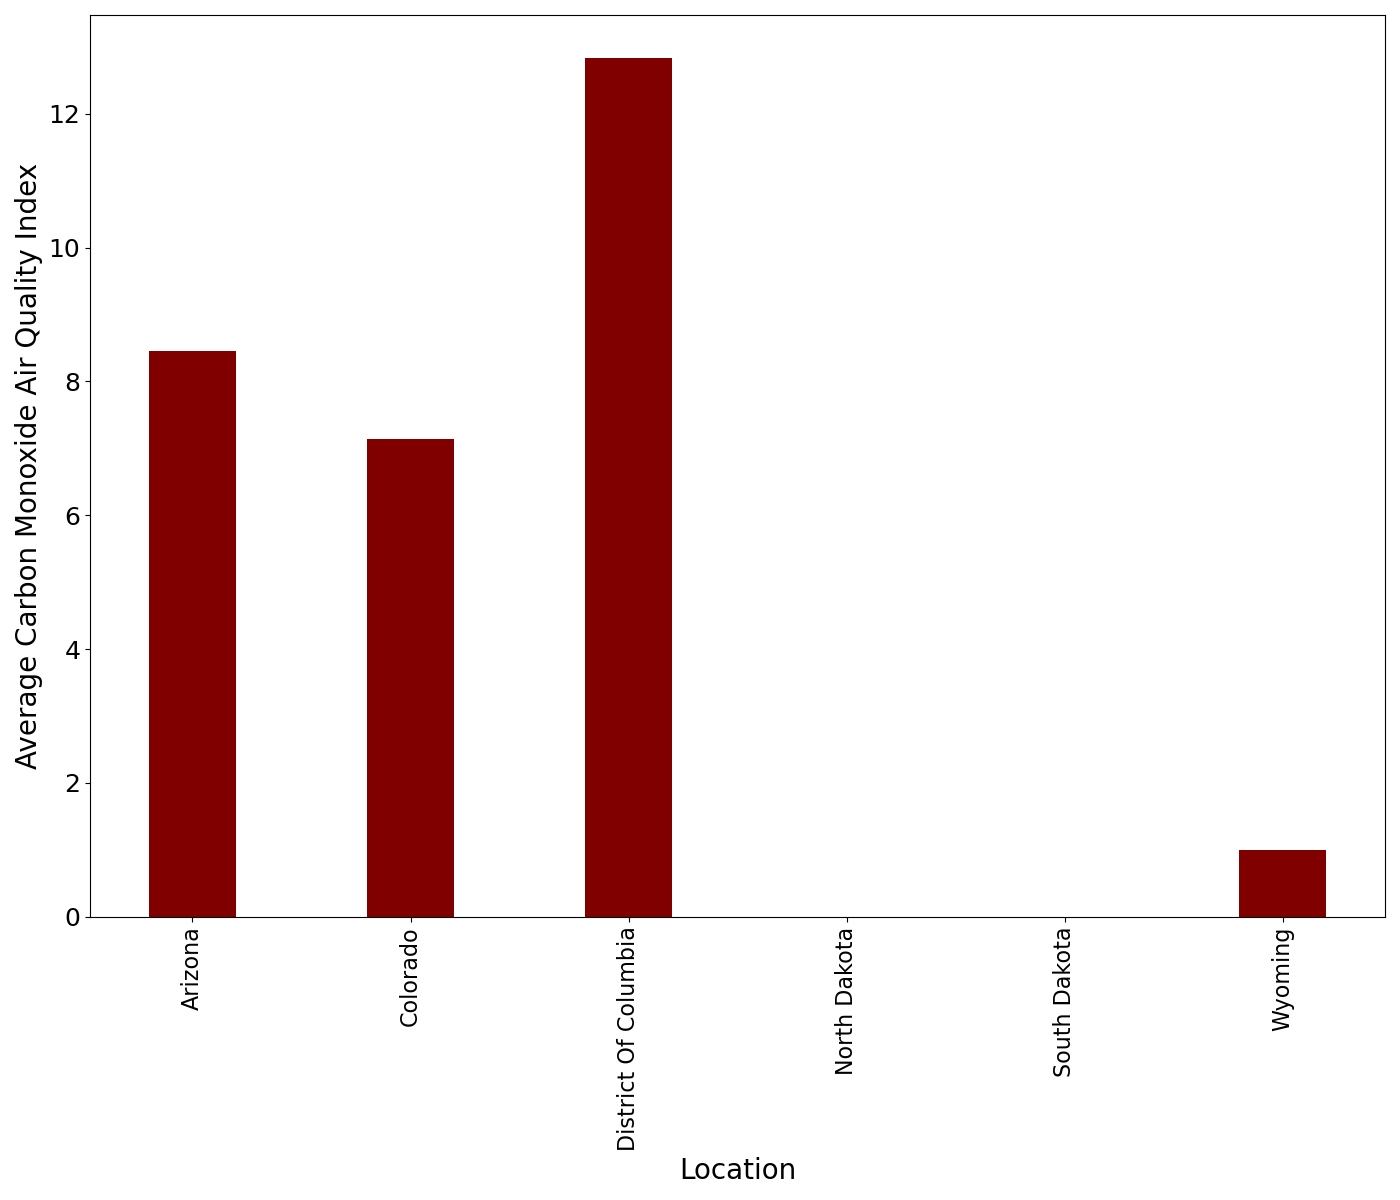 Average Carbon Monoxide Air Quality Index
12
10
8
6
4
2
0
Arizona
Colorado
District Of Columbia
North Dakota
South Dakota
Wyoming
Location